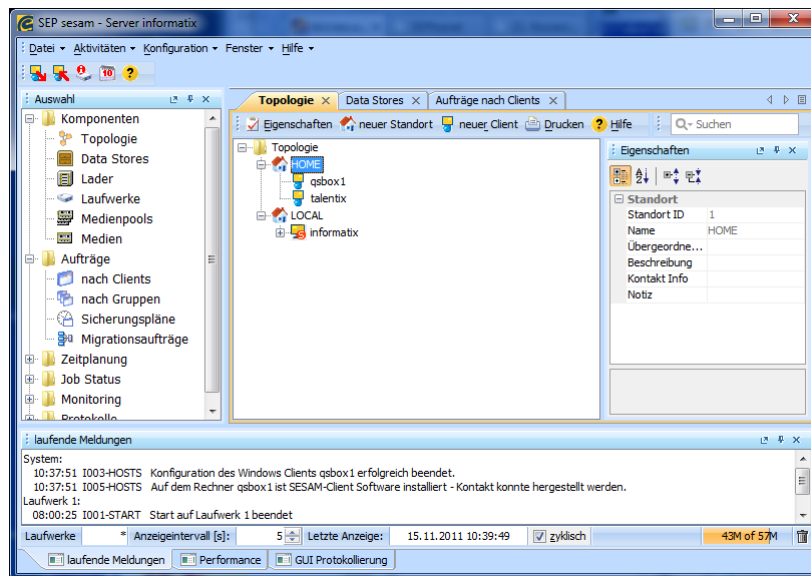 SEP sesam - Server informatix
Datei Aktivitäten Konfiguration Fenster Hilfe
10
Auswahl
Komponenten
Topologie
Data Stores
Lader
Laufwerke
Medienpools
Medien
Aufträge
nach Clients
nach Gruppen
Sicherungspläne
Migrationsaufträge
Zeitplanung
Job Status
Monitoring
Protokolle
Topologie Data Stores Aufträge nach Clients
Eigenschaften neuer Standort neuer Client Drucken Hilfe Suchen
Topologie
HOME
qsbox1
talentix
LOCAL
informatix
Eigenschaften
Standort
Standort ID 1
Name HOME
Übergeordne...
Beschreibung
Kontakt Info
Notiz
laufende Meldungen
System:
10:37:51 I003-HOSTS Konfiguration des Windows Clients qsbox1 erfolgreich beendet.
10:37:51 I005-HOSTS Auf dem Rechner qsbox1 ist SESAM-Client Software installiert - Kontakt konnte hergestellt werden.
Laufwerk 1:
08:00:25 I001-START Start auf Laufwerk 1 beendet
Laufwerke * Anzeigeintervall [s]: 5 Letzte Anzeige: 15.11.2011 10:39:49 zyklisch 43M of 57M
laufende Meldungen Performance GUI Protokollierung